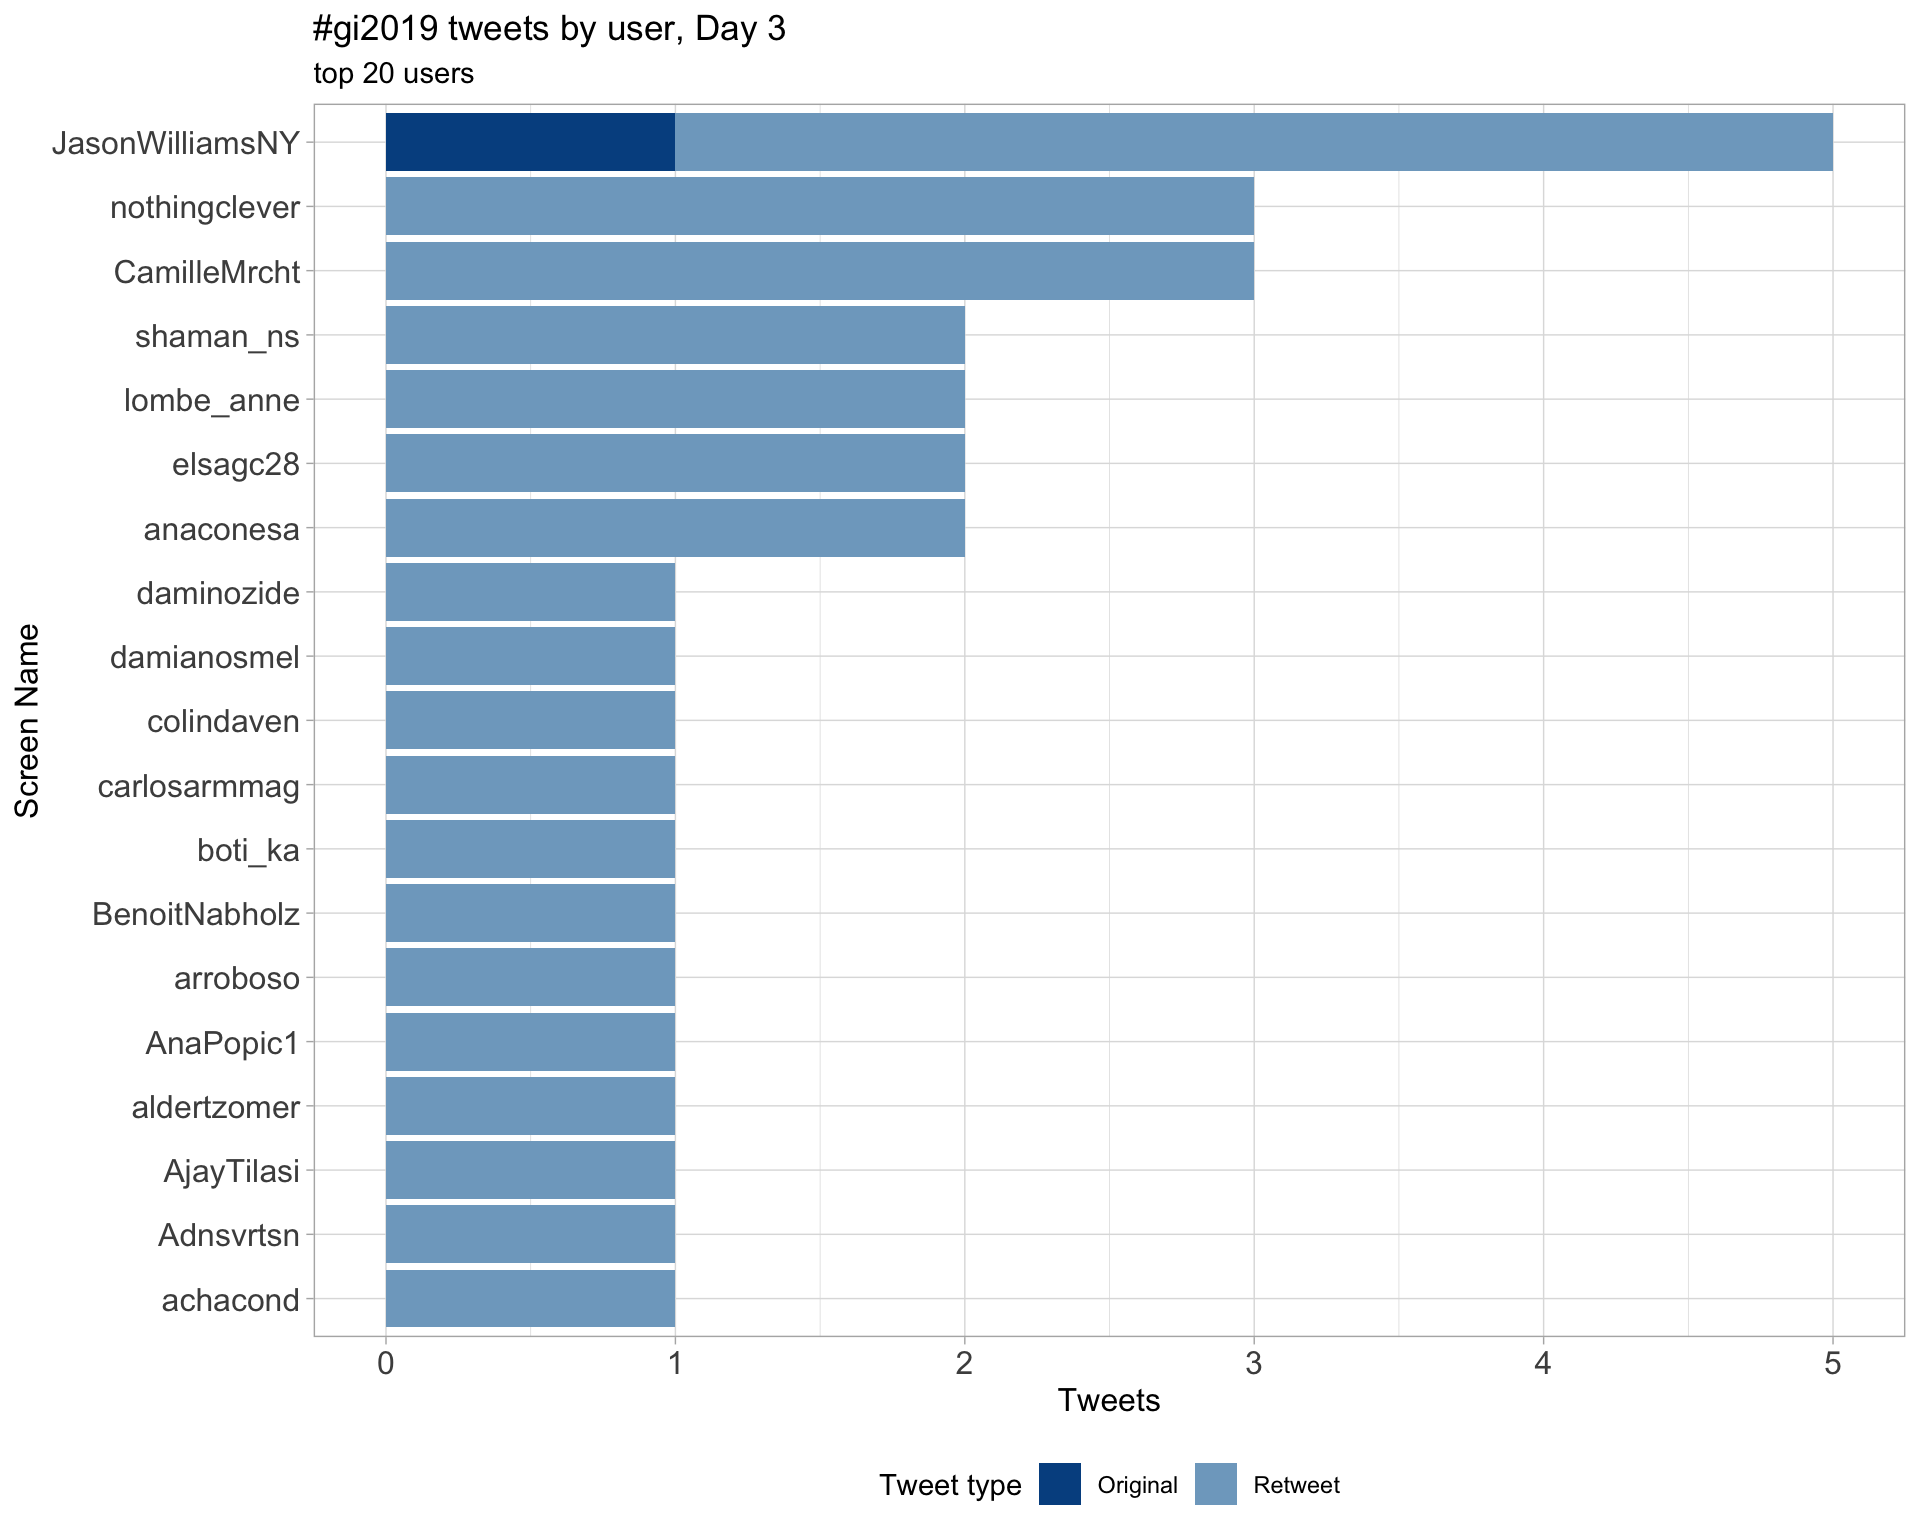 #gi2019 tweets by user, Day 3
top 20 users
Screen Name
JasonWilliamsNY
nothingclever
CamilleMrcht
shaman_ns
lombe_anne
elsagc28
anaconesa
daminozide
damianosmel
colindaven
carlosarmmag
boti_ka
BenoitNabholz
arroboso
AnaPopic1
aldertzomer
AjayTilasi
Adnsvrtsn
achacond
0 1 2 3 4 5
Tweets
Tweet type Original Retweet